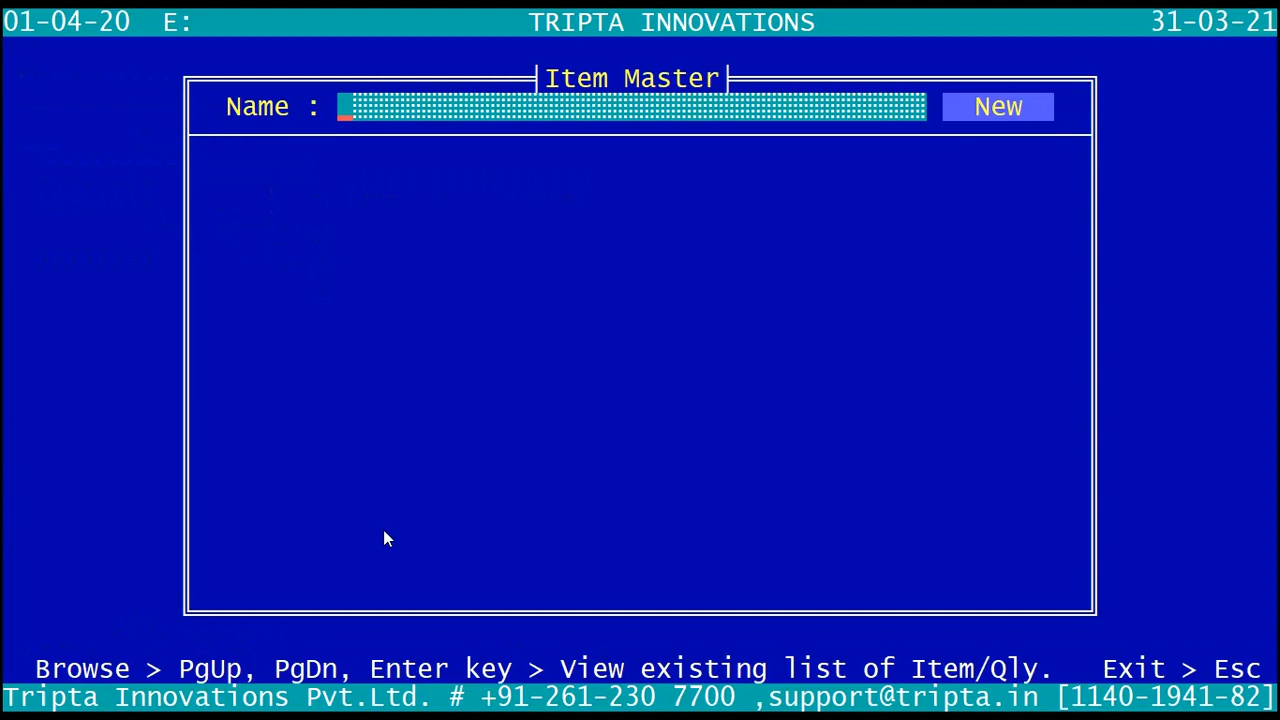 01-04-20 E: TRIPTA INNOVATIONS 31-03-21
Item Master
Name : New
Browse > PgUp, PgDn, Enter key > View existing list of Item/Qly. Exit > Esc
Tripta Innovations Pvt.Ltd. # +91-261-230 7700 ,support@tripta.in [1140-1941-82]